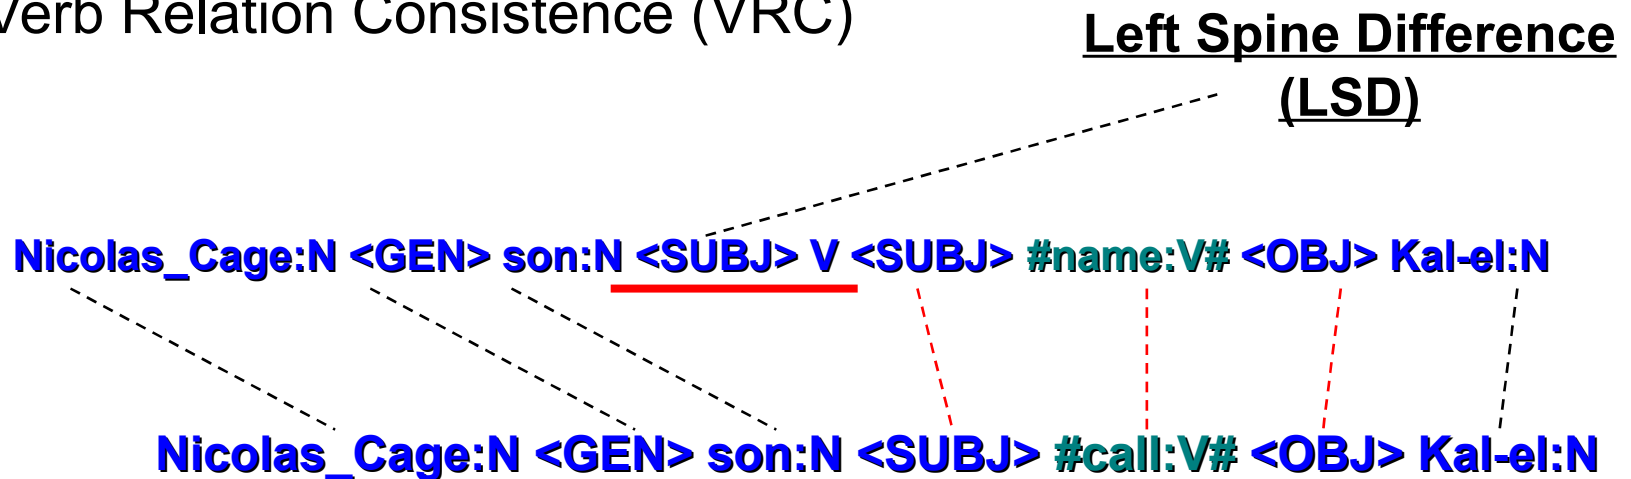 Verb Relation Consistence (VRC)
Left Spine Difference
(LSD)
Nicolas_Cage:N <GEN> son:N <SUBJ> V <SUBJ> #name:V# <OBJ> Kal-el:N
Nicolas_Cage:N <GEN> son:N <SUBJ> #call:V# <OBJ> Kal-el:N